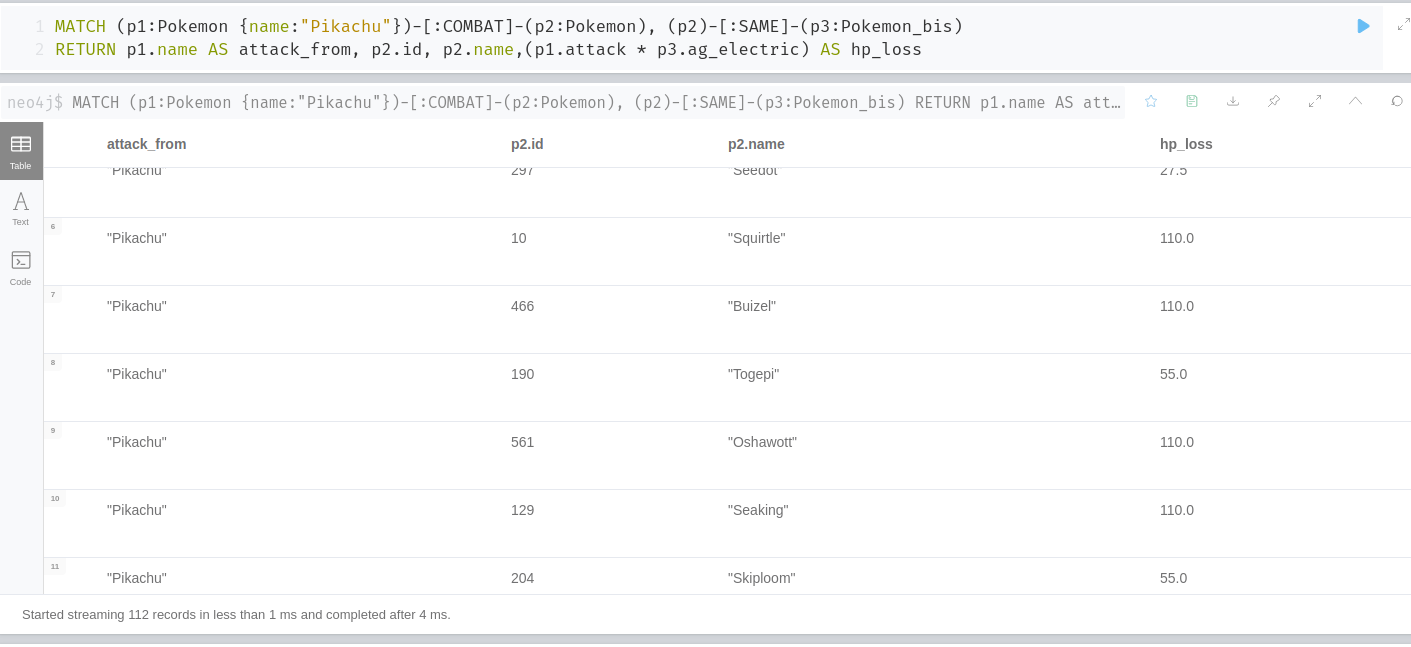 1 MATCH (p1:Pokemon {name:"Pikachu"})-[:COMBAT]-(p2:Pokemon), (p2)-[:SAME]-(p3:Pokemon_bis)
2 RETURN p1.name AS attack_from, p2.id, p2.name,(p1.attack * p3.ag_electric) AS hp_loss
neo4j$ MATCH (p1:Pokemon {name:"Pikachu"})-[:COMBAT]-(p2:Pokemon), (p2)-[:SAME]-(p3:Pokemon_bis) RETURN p1.name AS att…
attack_from p2.id p2.name hp_loss
Table
"Pikachu" 297 "Seedot" 27.5
A
Text
6 "Pikachu" 10 "Squirtle" 110.0
Code
7 "Pikachu" 466 "Buizel" 110.0
8 "Pikachu" 190 "Togepi" 55.0
9 "Pikachu" 561 "Oshawott" 110.0
10 "Pikachu" 129 "Seaking" 110.0
11 "Pikachu" 204 "Skiploom" 55.0
Started streaming 112 records in less than 1 ms and completed after 4 ms.